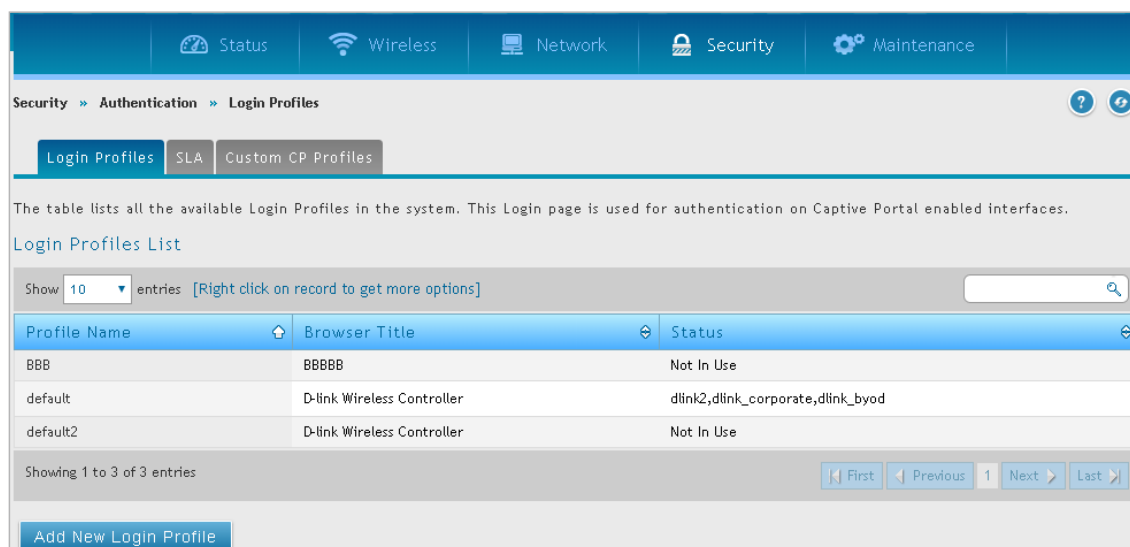 Status Wireless Network Security Maintenance
Security » Authentication » Login Profiles
Login Profiles SLA Custom CP Profiles
The table lists all the available Login Profiles in the system. This Login page is used for authentication on Captive Portal enabled interfaces.
Login Profiles List
Show 10 entries [Right click on record to get more options]
Profile Name Browser Title Status
BBB BBBBB Not In Use
default D-link Wireless Controller dlink2,dlink_corporate,dlink_byod
default2 D-link Wireless Controller Not In Use
Showing 1 to 3 of 3 entries First Previous 1 Next Last
Add New Login Profile